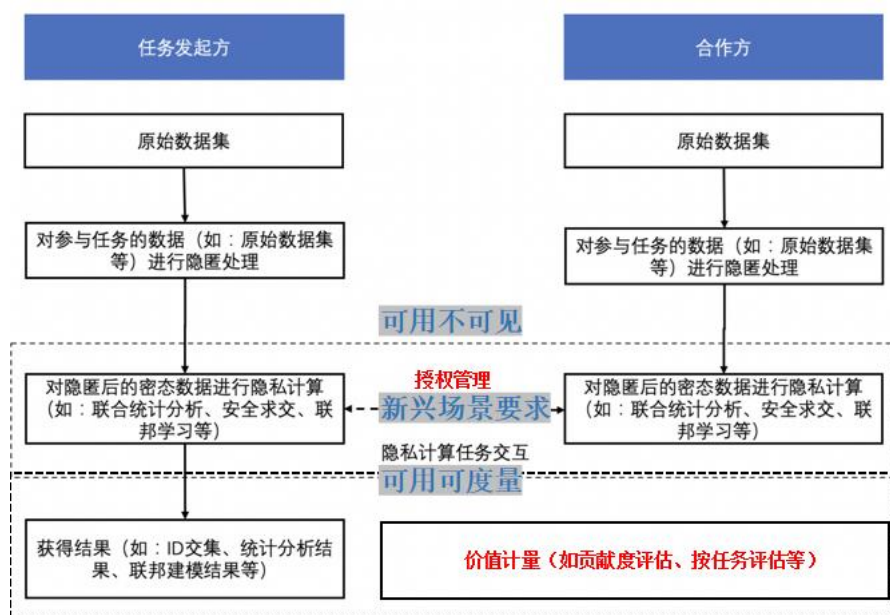 任务发起方
合作方
原始数据集
原始数据集
对参与任务的数据（如：原始数据集
等）进行隐匿处理
对参与任务的数据（如：原始数据集
等）进行隐匿处理
可用不可见
对隐匿后的密态数据进行隐私计算
（如：联合统计分析、安全求交、联
邦学习等）
授权管理
新兴场景要求
隐私计算任务交互
对隐匿后的密态数据进行隐私计算
（如：联合统计分析、安全求交、联
邦学习等）
可用可度量
获得结果（如：ID交集、统计分析结
果、联邦建模结果等）
价值计量（如贡献度评估、按任务评估等）